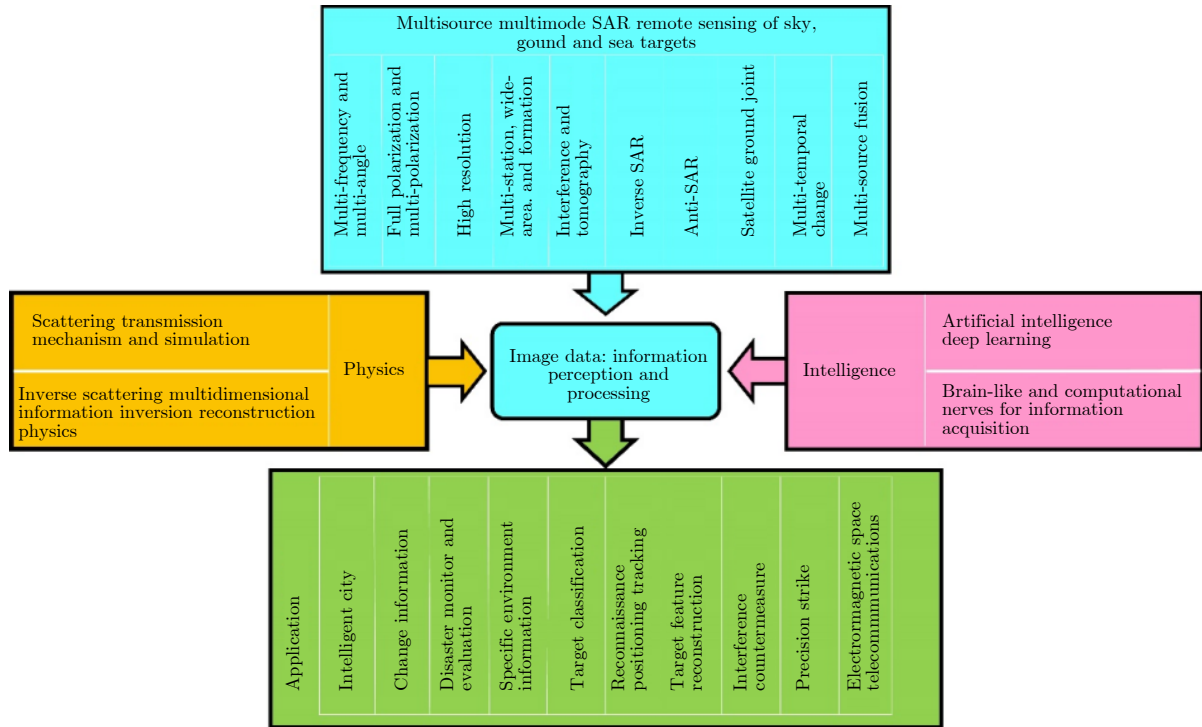 Multisource multimode SAR remote sensing of sky,
gound and sea targets
Multi-frequency and
multi-angle
Full polarization and
multi-polarization
High resolution
Multi-station, wide-
area. and formation
Interference and
tomography
Inverse SAR
Anti-SAR
Satellite ground joint
Multi-temporal
change
Multi-source fusion
Scattering transmission
mechanism and simulation
Inverse scattering multidimensional
information inversion reconstruction
physics
Physics
Image data: information
perception and
processing
Intelligence
Artificial intelligence
deep learning
Brain-like and computational
nerves for information
acquisition
Application
Intelligent city
Change information
Disaster monitor and
evaluation
Specific environment
information
Target classification
Reconnaissance
positioning tracking
Target feature
reconstruction
Interference
countermeasure
Precision strike
Electrormagnetic space
telecommmunications